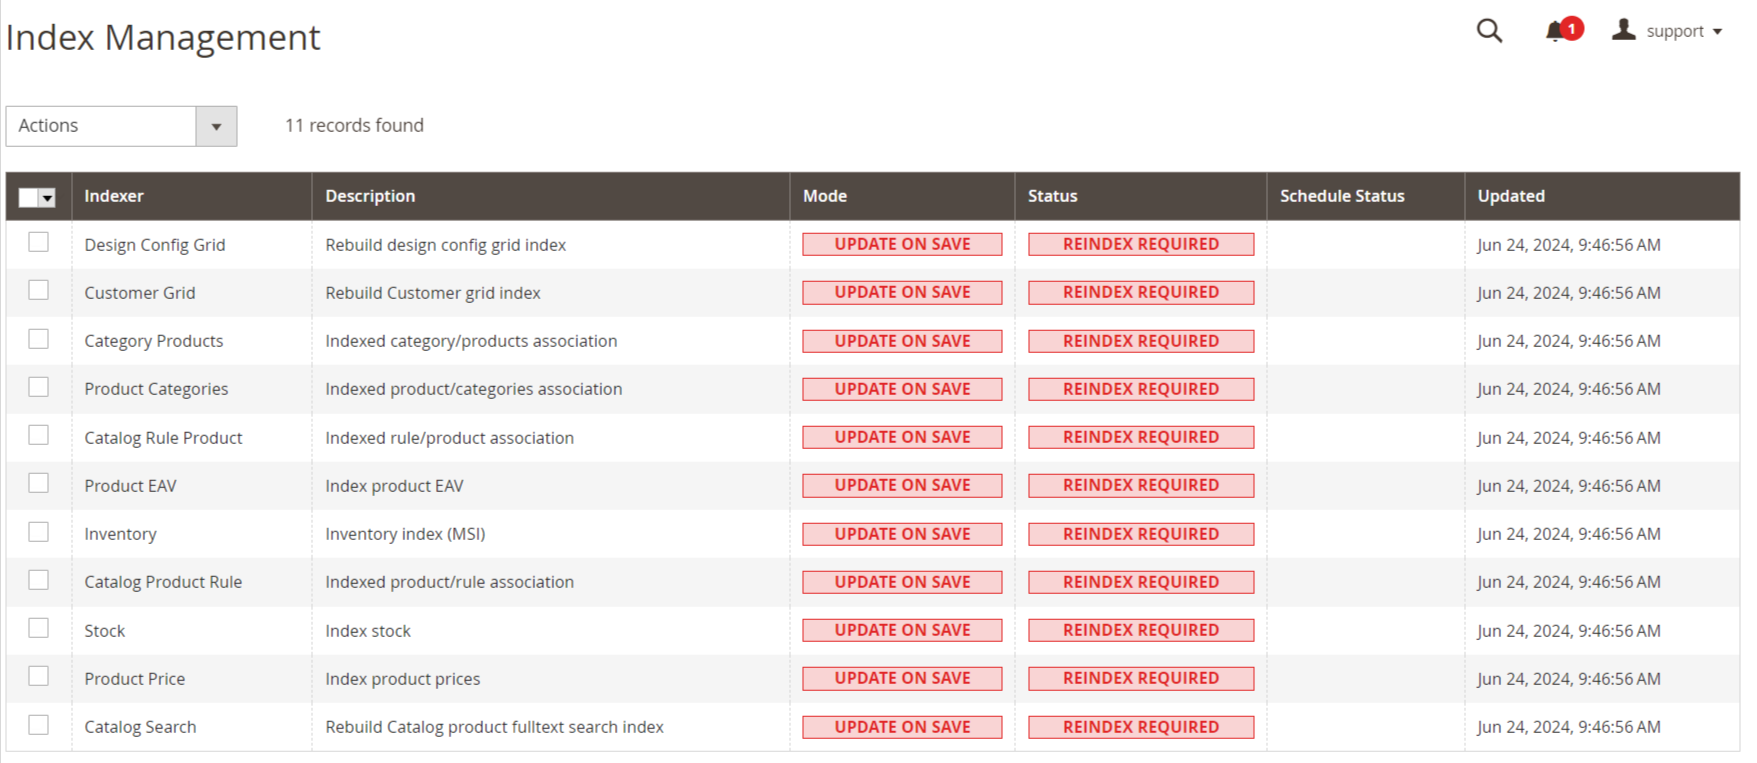 Index Management
1
support
Actions
11 records found
Indexer Description Mode Status Schedule Status Updated
Design Config Grid Rebuild design config grid index UPDATE ON SAVE REINDEX REQUIRED Jun 24, 2024, 9:46:56 AM
Customer Grid Rebuild Customer grid index UPDATE ON SAVE REINDEX REQUIRED Jun 24, 2024, 9:46:56 AM
Category Products Indexed category/products association UPDATE ON SAVE REINDEX REQUIRED Jun 24, 2024, 9:46:56 AM
Product Categories Indexed product/categories association UPDATE ON SAVE REINDEX REQUIRED Jun 24, 2024, 9:46:56 AM
Catalog Rule Product Indexed rule/product association UPDATE ON SAVE REINDEX REQUIRED Jun 24, 2024, 9:46:56 AM
Product EAV Index product EAV UPDATE ON SAVE REINDEX REQUIRED Jun 24, 2024, 9:46:56 AM
Inventory Inventory index (MSI) UPDATE ON SAVE REINDEX REQUIRED Jun 24, 2024, 9:46:56 AM
Catalog Product Rule Indexed product/rule association UPDATE ON SAVE REINDEX REQUIRED Jun 24, 2024, 9:46:56 AM
Stock Index stock UPDATE ON SAVE REINDEX REQUIRED Jun 24, 2024, 9:46:56 AM
Product Price Index product prices UPDATE ON SAVE REINDEX REQUIRED Jun 24, 2024, 9:46:56 AM
Catalog Search Rebuild Catalog product fulltext search index UPDATE ON SAVE REINDEX REQUIRED Jun 24, 2024, 9:46:56 AM